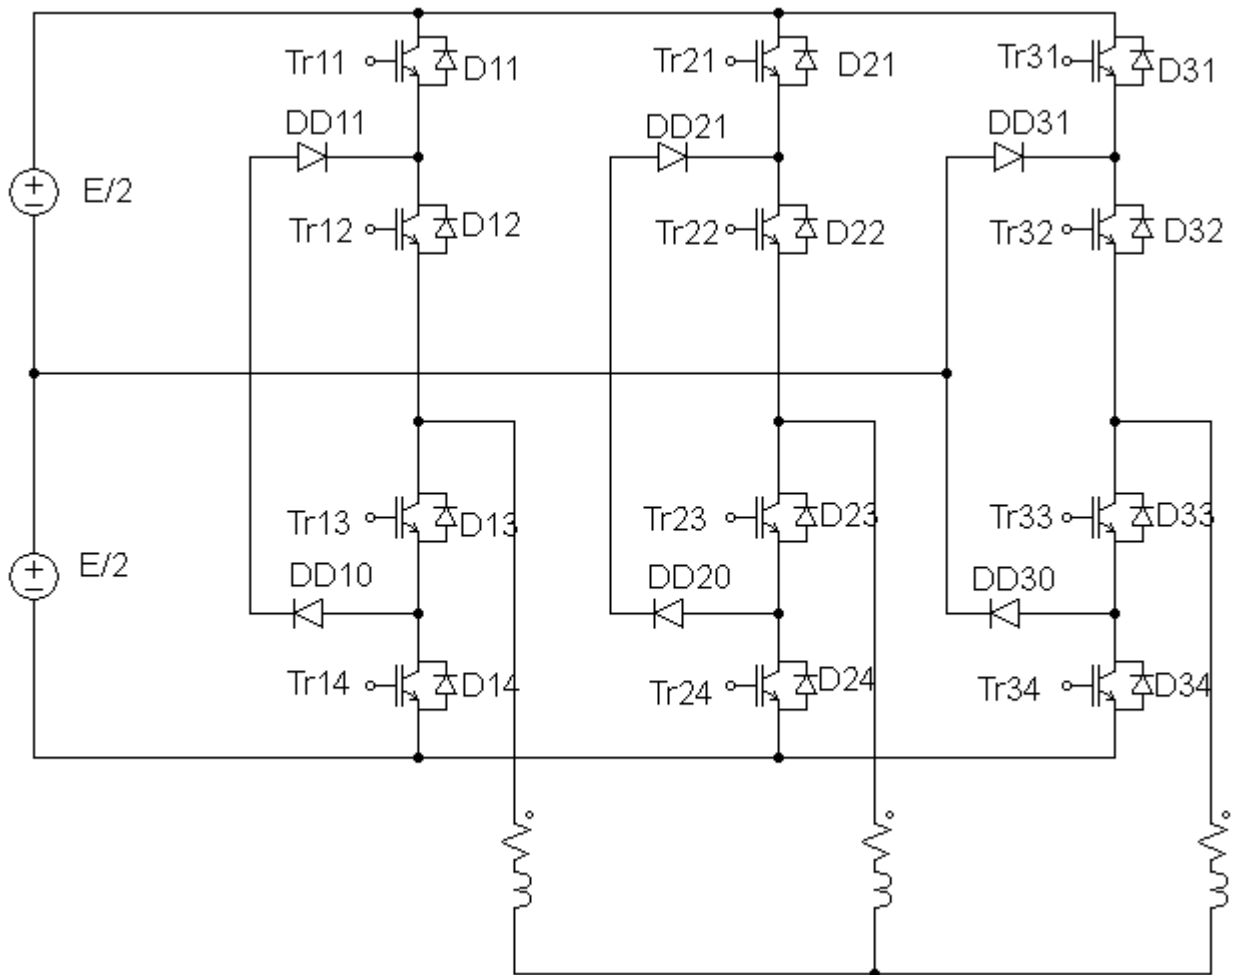 Tr11
D11
Tr21
D21
Tr31
D31
DD11
DD21
DD31
E/2
Tr12
D12
Tr22
D22
Tr32
D32
Tr13
D13
Tr23
D23
Tr33
D33
E/2
DD10
DD20
DD30
Tr14
D14
Tr24
D24
Tr34
D34